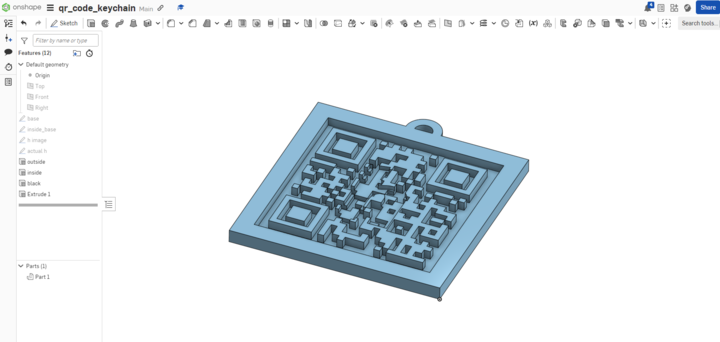 onshape qr_code_keychain Main 4 Share
Sketch Search tools...
Filter by name or type
Features (12)
Default geometry
Origin
Top
Front
Right
base
inside_base
h image
actual h
outside
inside
black
Extrude 1
Parts (1)
Part 1